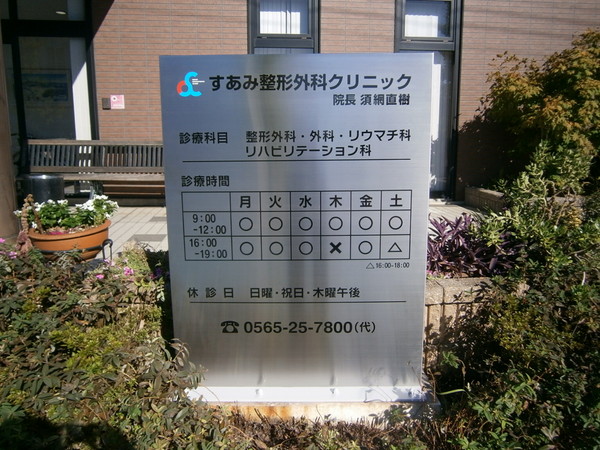 すあみ整形外科クリニック
院長 須網直樹
診療科目 整形外科・外科・リウマチ科
リハビリテーション科
診療時間
月 火 水 木 金 土
9:00
-12:00 ○ ○ ○ ○ ○ ○
16:00
-19:00 ○ ○ ○ × ○ △
△16:00-18:00
休診日 日曜・祝日・木曜午後
☎ 0565-25-7800(代)